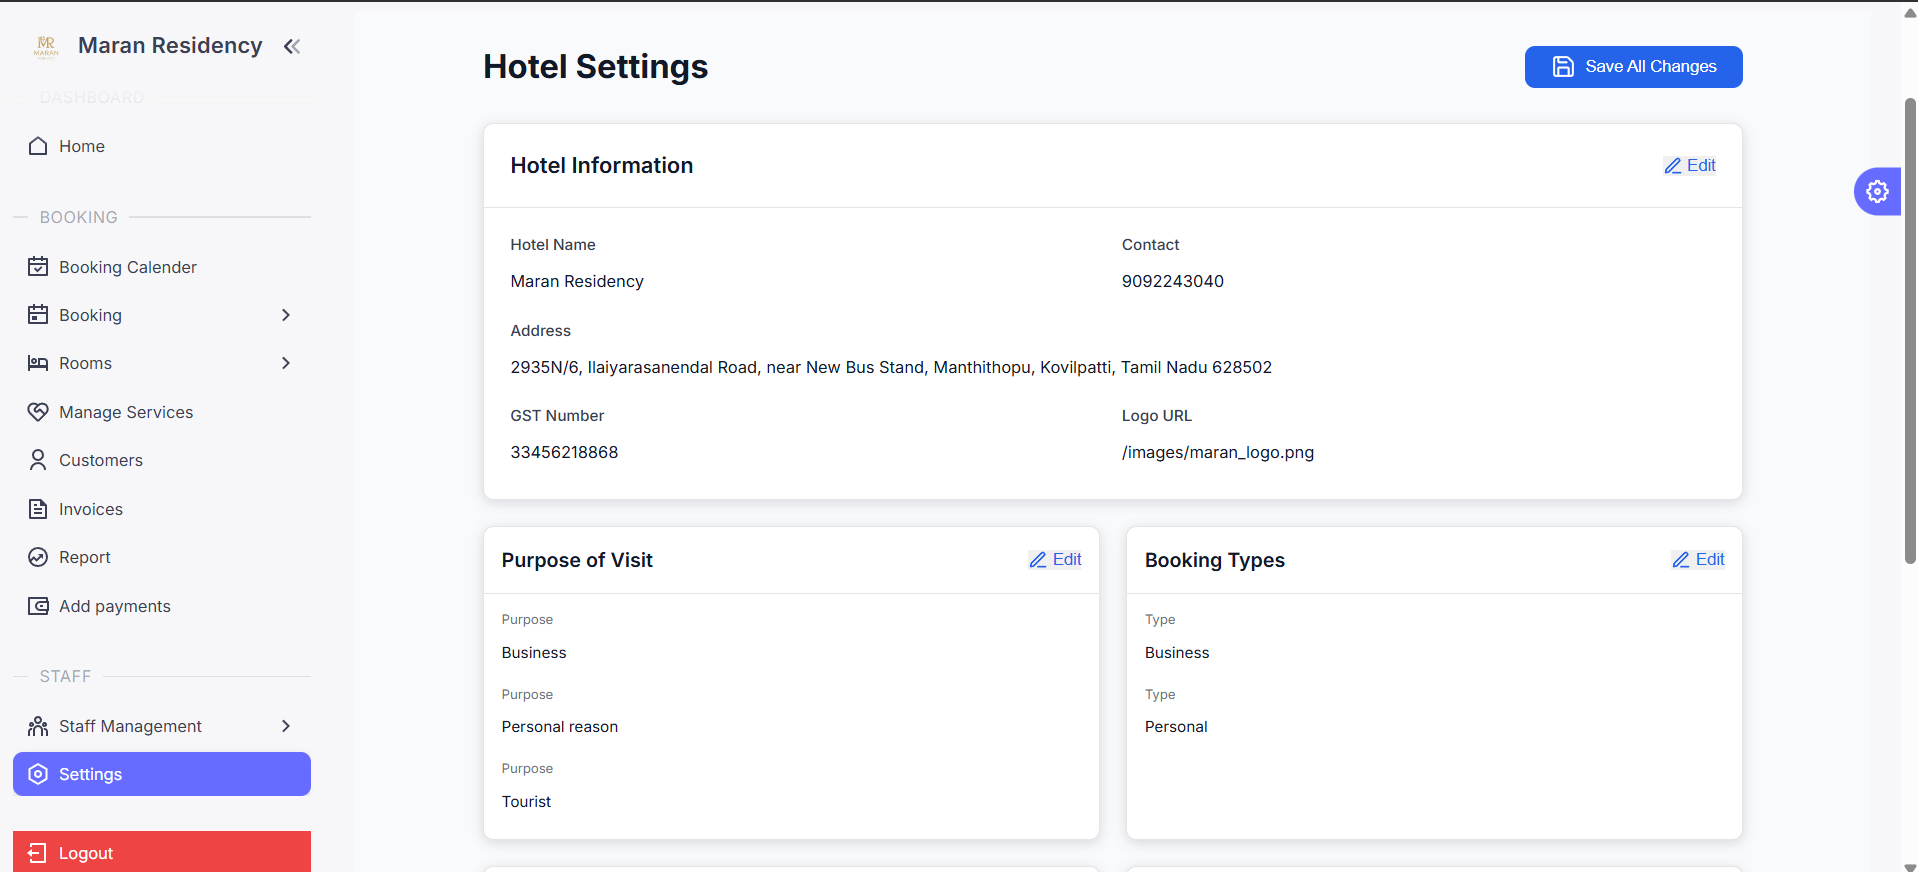 MR
MARAN
Maran Residency
DASHBOARD
Home
BOOKING
Booking Calender
Booking
Rooms
Manage Services
Customers
Invoices
Report
Add payments
STAFF
Staff Management
Settings
Logout
Hotel Settings
Save All Changes
Hotel Information
Edit
Hotel Name
Contact
Maran Residency
9092243040
Address
2935N/6, Ilaiyarasanendal Road, near New Bus Stand, Manthithopu, Kovilpatti, Tamil Nadu 628502
GST Number
Logo URL
33456218868
/images/maran_logo.png
Purpose of Visit
Edit
Purpose
Business
Purpose
Personal reason
Purpose
Tourist
Booking Types
Edit
Type
Business
Type
Personal